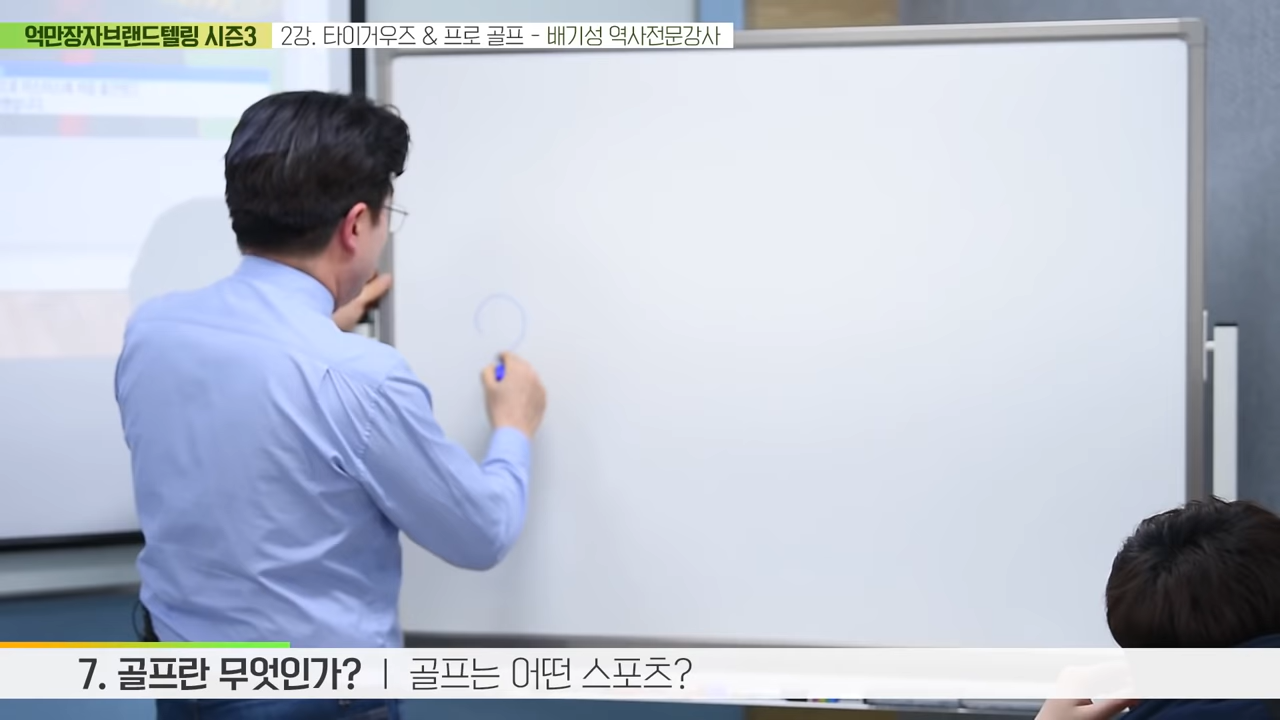 억만장자브랜드텔링 시즌3 2강. 타이거우즈 & 프로 골프 - 배기성 역사전문강사
7. 골프란 무엇인가? | 골프는 어떤 스포츠?